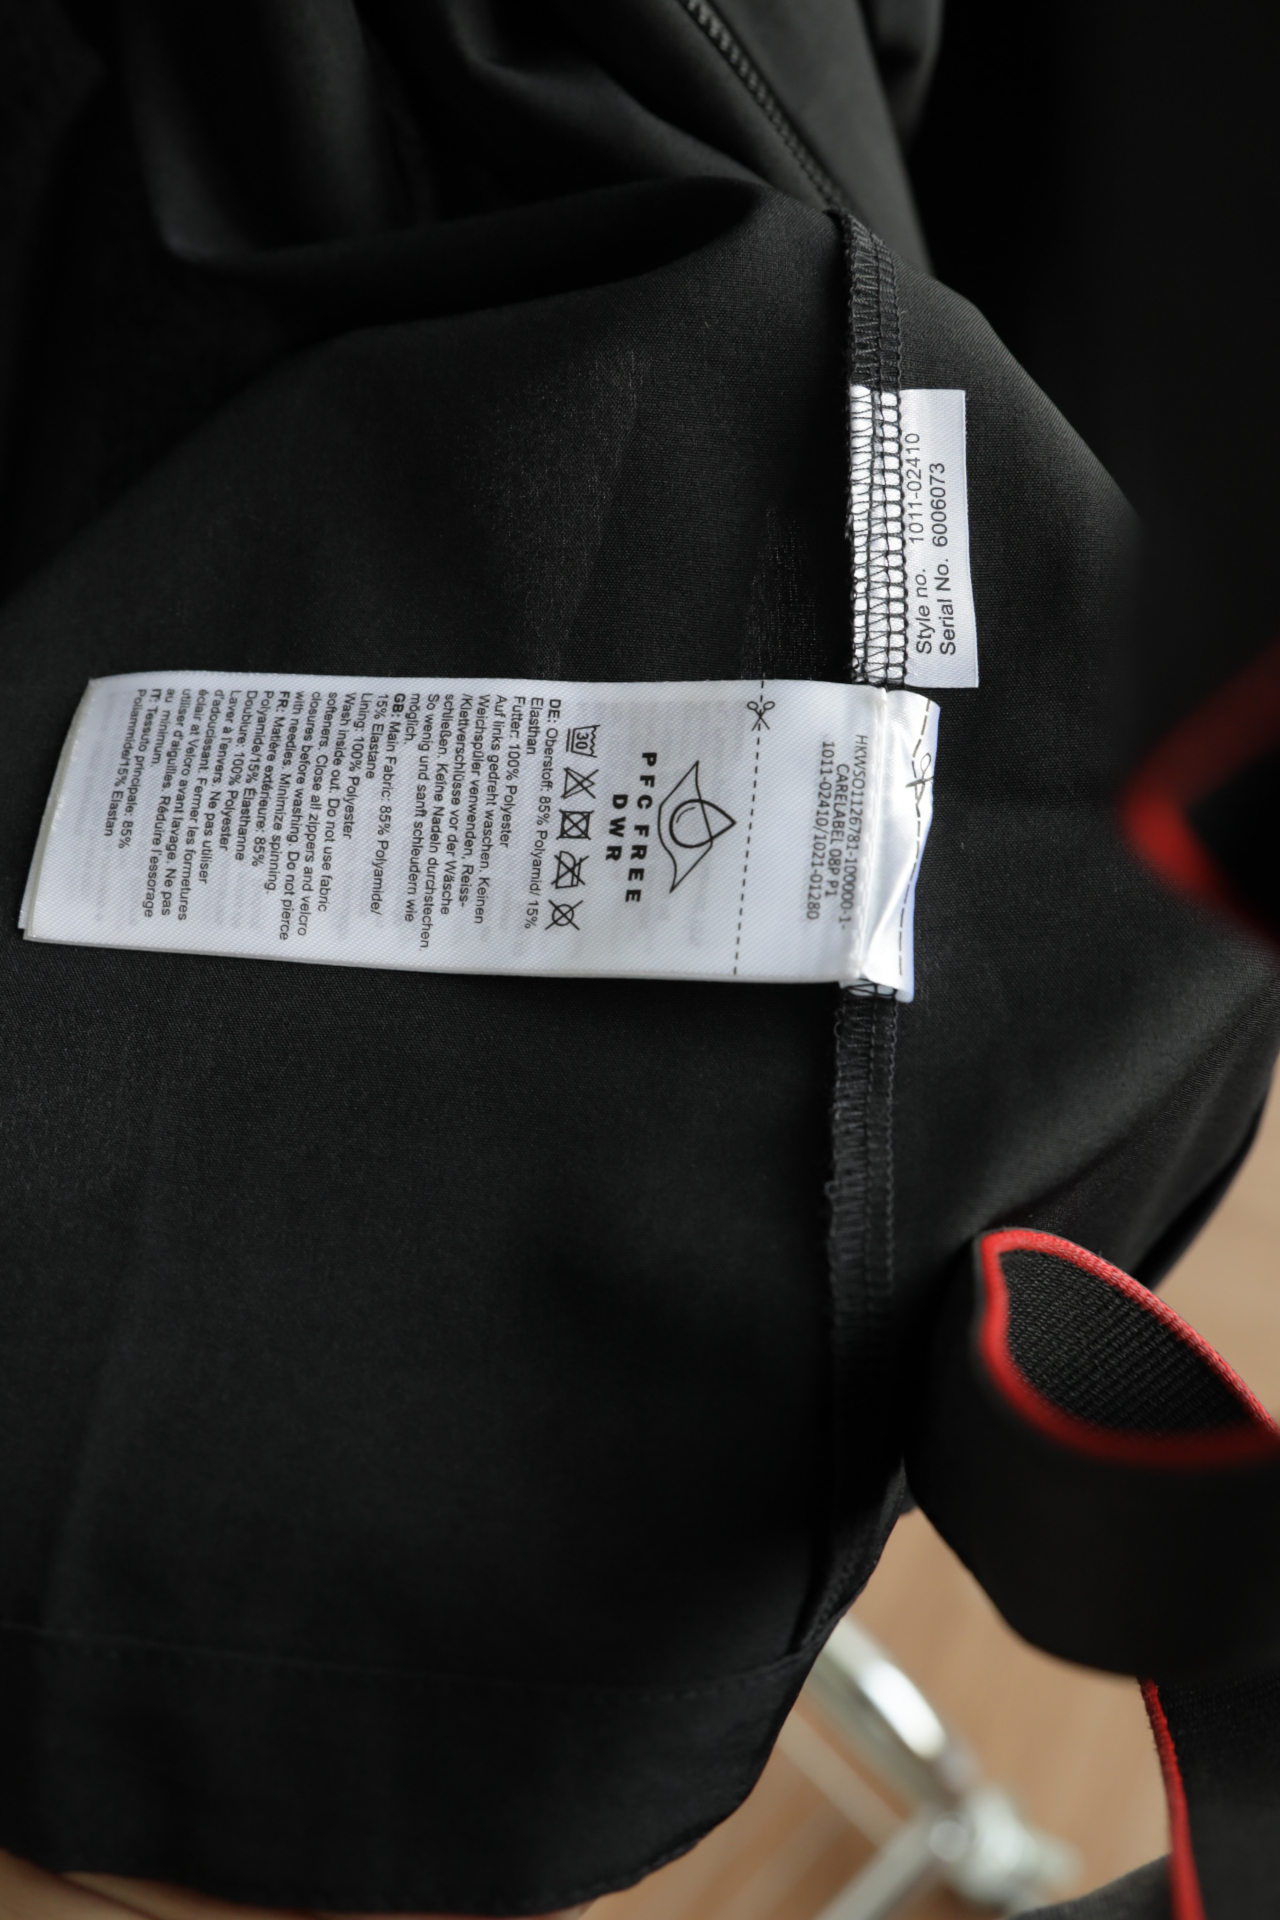 Style no. 1011-02410
Serial No. 6006073
HKWSO1126781-100000-1-
CARELABEL 08P P1
1011-02410/1021-01280
PFC FREE
DWR
30
DE: Oberstoff: 85% Polyamid/ 15%
Elasthan
Futter: 100% Polyester
Auf links gedreht waschen. Keinen
Weichspüler verwenden. Reiss-
/Klettverschlüsse vor der Wäsche
schließen. Keine Nadeln durchstechen.
So wenig und sanft schleudern wie
möglich.
GB: Main Fabric: 85% Polyamide/
15% Elastane
Lining: 100% Polyester
Wash inside out. Do not use fabric
softeners. Close all zippers and velcro
closures before washing. Do not pierce
with needles. Minimize spinning.
FR: Matière extérieure: 85%
Polyamide/15% Élasthanne
Doublure: 100% Polyester
Laver à l'envers. Ne pas utiliser
d'adoucissant. Fermer les formetures
éclair at Velcro avant lavage. Ne pas
utiliser d'aiguilles. Réduire l'essorage
au minimum.
IT: Tessuto principale: 85%
Poliammide/15% Elastan